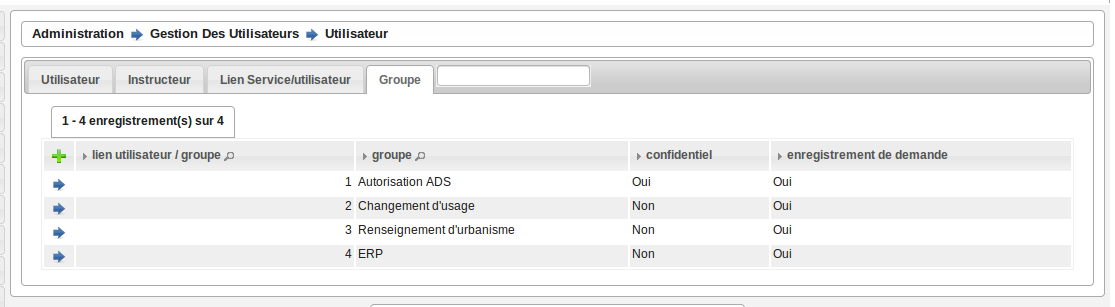 Administration Gestion Des Utilisateurs Utilisateur
Utilisateur Instructeur Lien Service/utilisateur Groupe
1 - 4 enregistrement(s) sur 4
lien utilisateur / groupe groupe confidentiel enregistrement de demande
1 Autorisation ADS Oui Oui
2 Changement d'usage Non Oui
3 Renseignement d'urbanisme Non Oui
4 ERP Non Oui